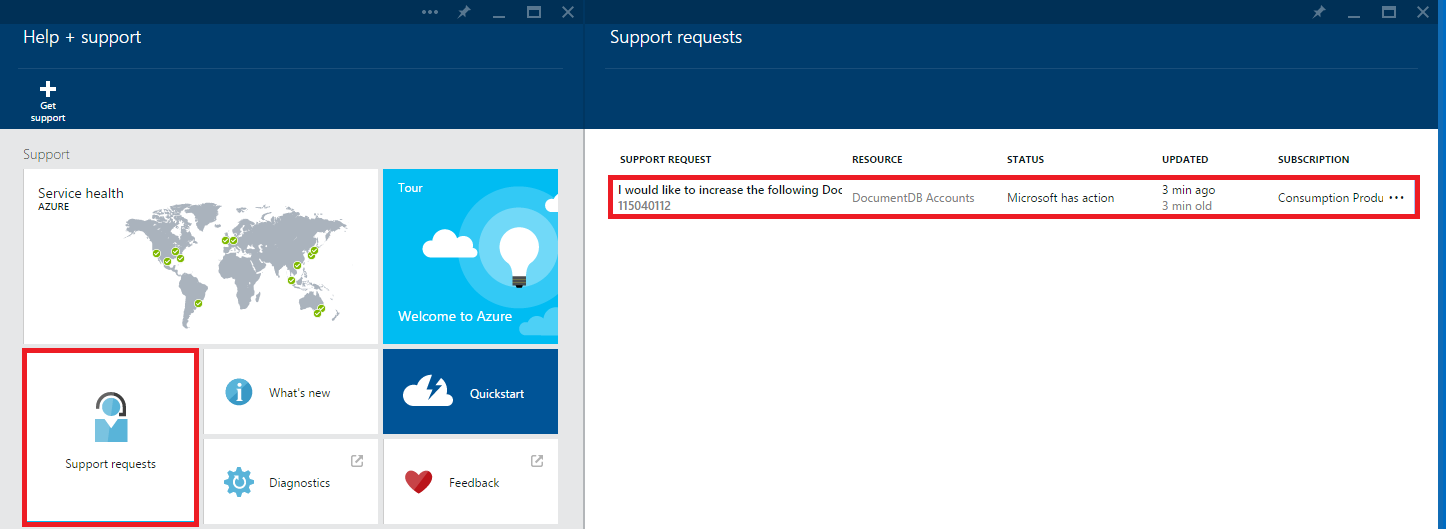 Help + support
Get
support
Support
Service health
AZURE
Tour
Welcome to Azure
Support requests
What's new
Quickstart
Diagnostics
Feedback
Support requests
SUPPORT REQUEST RESOURCE STATUS UPDATED SUBSCRIPTION
I would like to increase the following Doc DocumentDB Accounts Microsoft has action 3 min ago Consumption Produ ...
115040112 3 min old